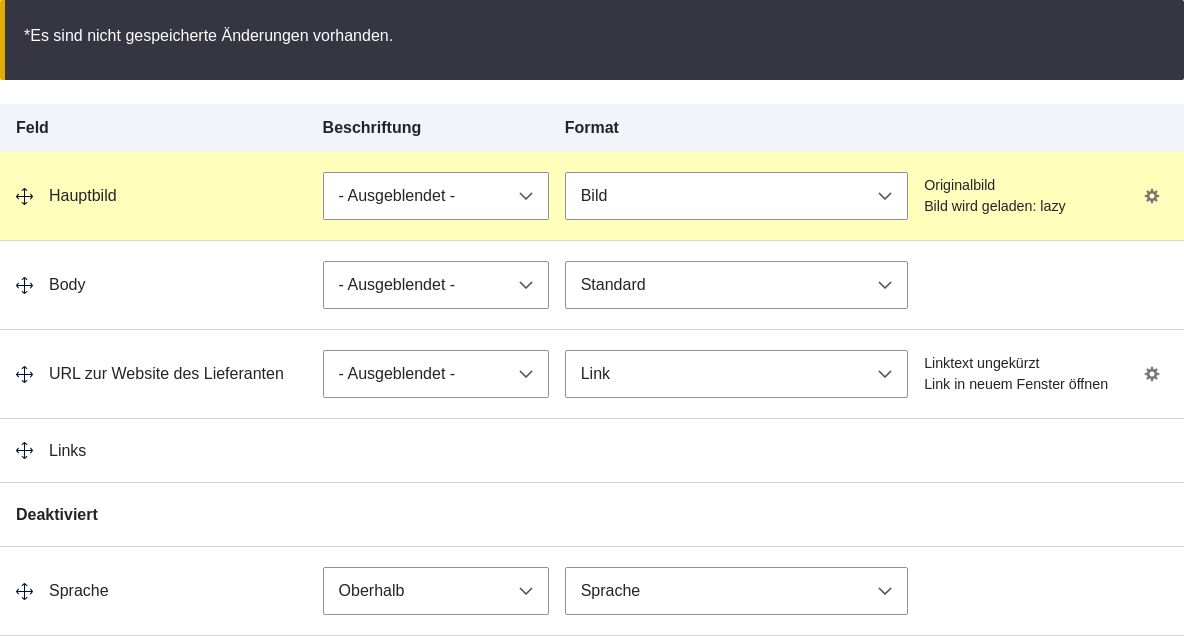 *Es sind nicht gespeicherte Änderungen vorhanden.
Feld Beschriftung Format
Hauptbild - Ausgeblendet - Bild Originalbild
Bild wird geladen: lazy
Body - Ausgeblendet - Standard
URL zur Website des Lieferanten - Ausgeblendet - Link Linktext ungekürzt
Link in neuem Fenster öffnen
Links
Deaktiviert
Sprache Oberhalb Sprache